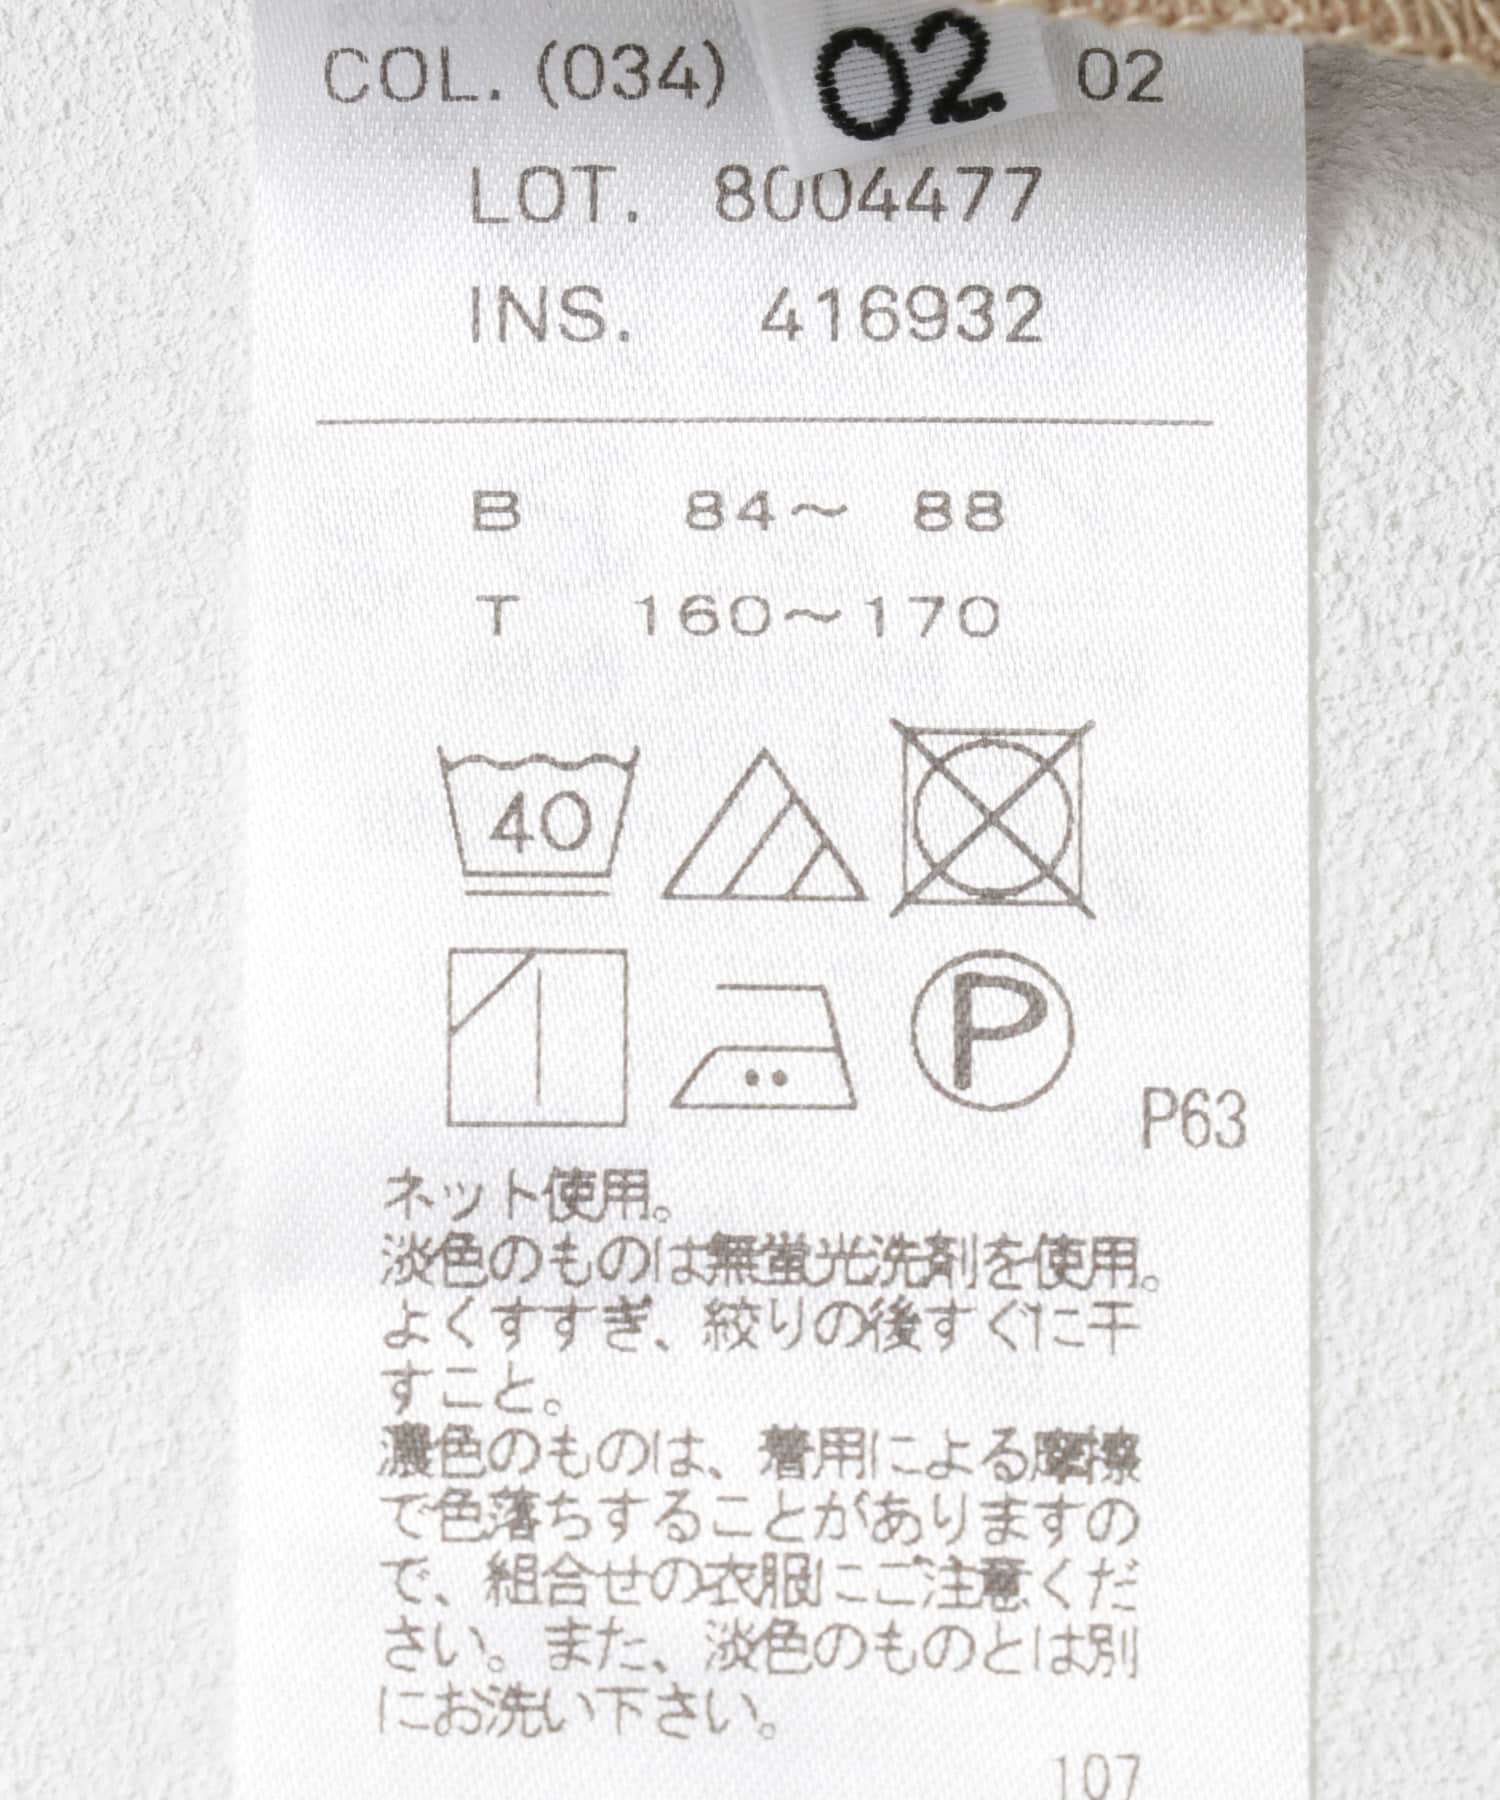 COL. (034) 02 02
LOT. 8004477
INS. 416932
B 84～ 88
T 160～170
40
P
P63
ネット使用。
淡色のものは無蛍光洗剤を使用。
よくすすぎ、絞りの後すぐに干
すこと。
濃色のものは、着用による摩擦
で色落ちすることがありますの
で、組合せの衣服にご注意くだ
さい。また、淡色のものとは別
にお洗い下さい。
107